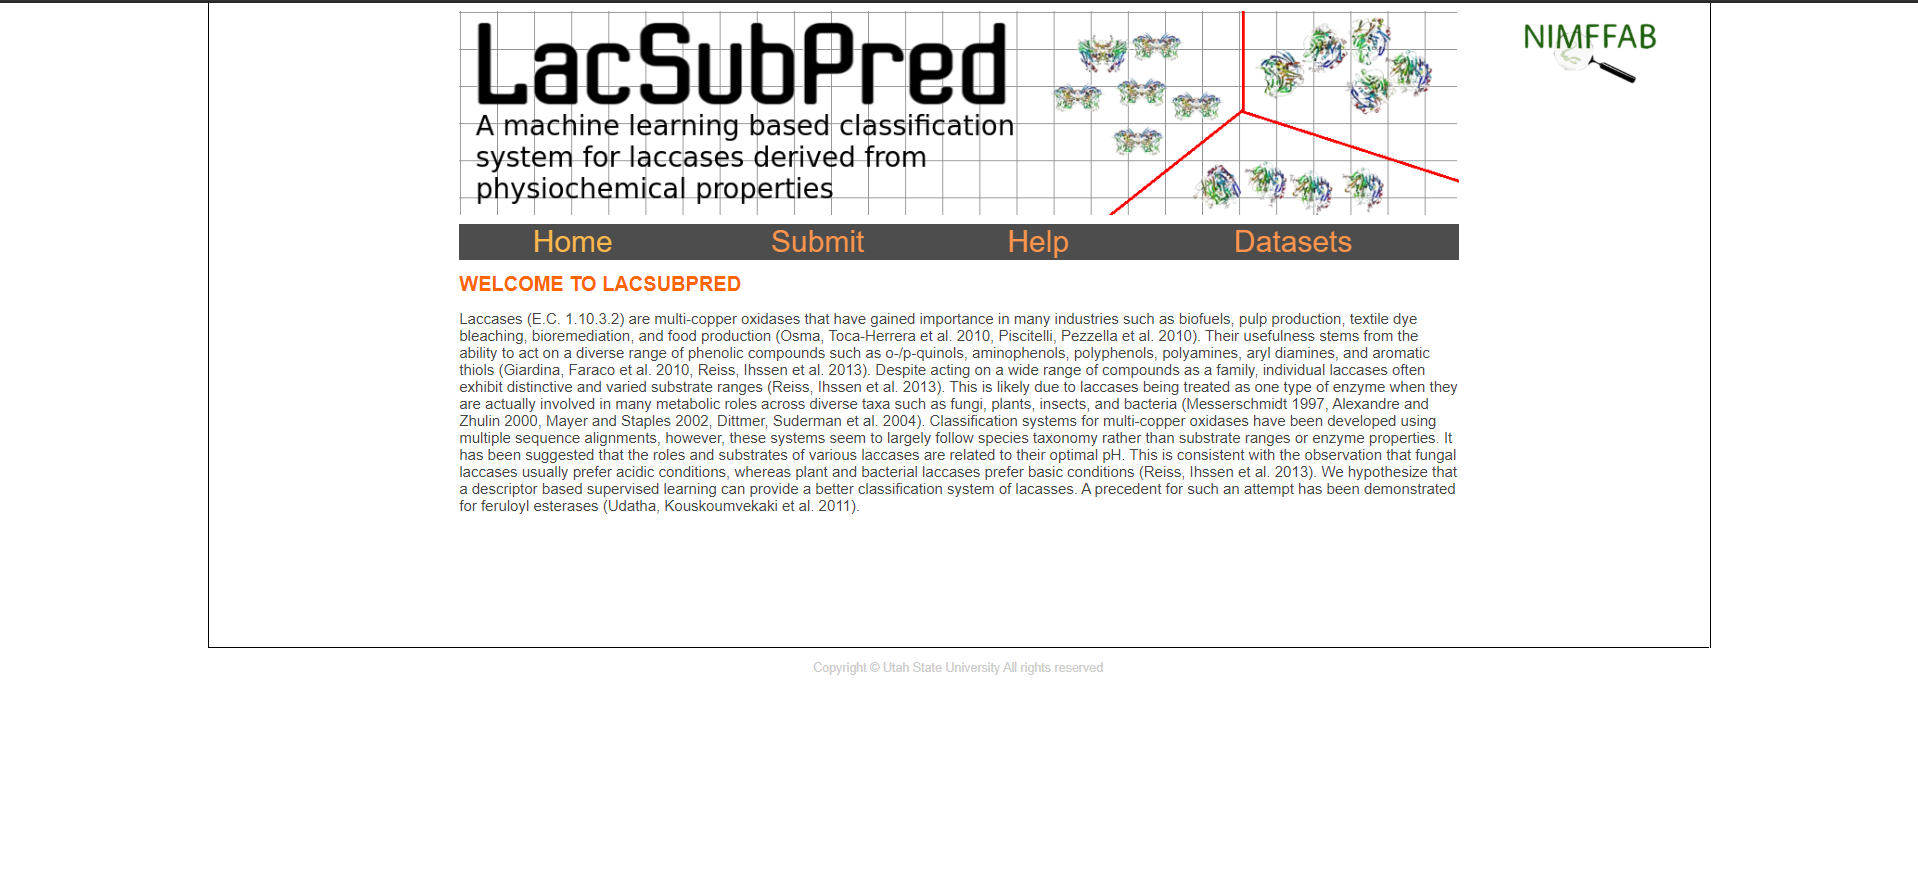 LacSubPred
A machine learning based classification
system for laccases derived from
physiochemical properties
NIMFFAB
Home Submit Help Datasets
WELCOME TO LACSUBPRED
Laccases (E.C. 1.10.3.2) are multi-copper oxidases that have gained importance in many industries such as biofuels, pulp production, textile dye
bleaching, bioremediation, and food production (Osma, Toca-Herrera et al. 2010, Piscitelli, Pezzella et al. 2010). Their usefulness stems from the
ability to act on a diverse range of phenolic compounds such as o-/p-quinols, aminophenols, polyphenols, polyamines, aryl diamines, and aromatic
thiols (Giardina, Faraco et al. 2010, Reiss, Ihssen et al. 2013). Despite acting on a wide range of compounds as a family, individual laccases often
exhibit distinctive and varied substrate ranges (Reiss, Ihssen et al. 2013). This is likely due to laccases being treated as one type of enzyme when they
are actually involved in many metabolic roles across diverse taxa such as fungi, plants, insects, and bacteria (Messerschmidt 1997, Alexandre and
Zhulin 2000, Mayer and Staples 2002, Dittmer, Suderman et al. 2004). Classification systems for multi-copper oxidases have been developed using
multiple sequence alignments, however, these systems seem to largely follow species taxonomy rather than substrate ranges or enzyme properties. It
has been suggested that the roles and substrates of various laccases are related to their optimal pH. This is consistent with the observation that fungal
laccases usually prefer acidic conditions, whereas plant and bacterial laccases prefer basic conditions (Reiss, Ihssen et al. 2013). We hypothesize that
a descriptor based supervised learning can provide a better classification system of lacasses. A precedent for such an attempt has been demonstrated
for feruloyl esterases (Udatha, Kouskoumvekaki et al. 2011).
Copyright © Utah State University All rights reserved